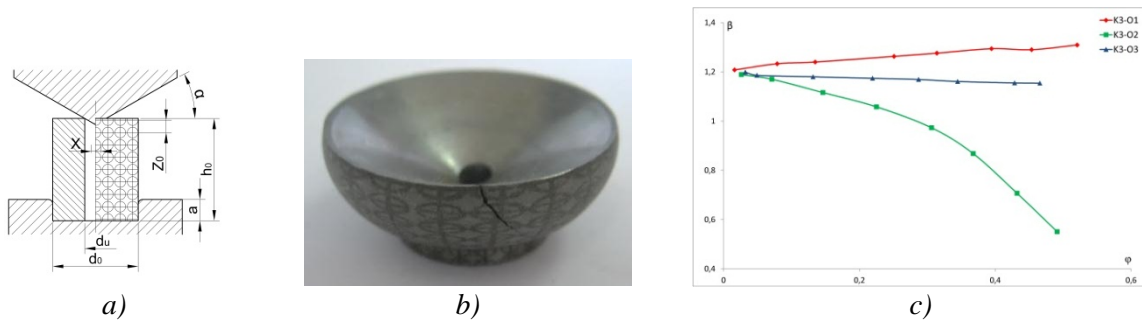 α
X
Z₀
h₀
a
dᵤ
d₀
a)
b)
β
1,4
1,2
1
0,8
0,6
0,4
0
0,2
0,4
0,6
φ
K3-O1
K3-O2
K3-O3
c)